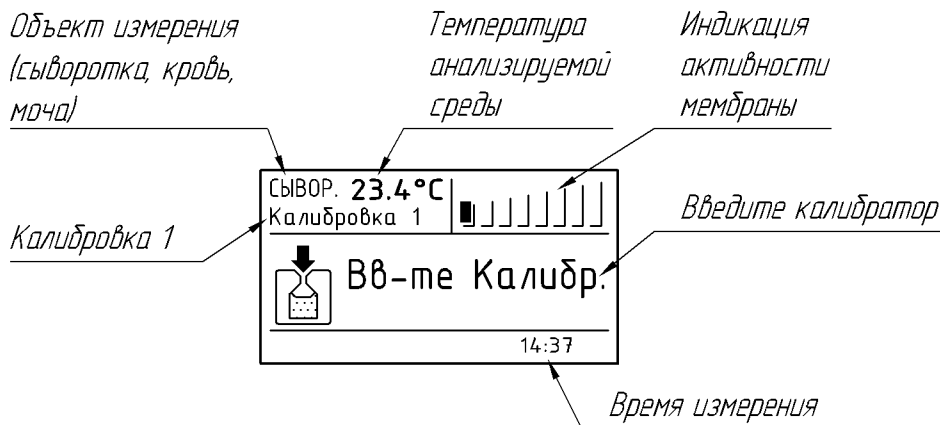 Объект измерения
(сыворотка, кровь,
моча)
Температура
анализируемой
среды
Индикация
активности
мембраны
СЫВОР. 23.4°C
Калибровка 1
Калибровка 1
Введите калибратор
Вв-те Калибр.
14:37
Время измерения